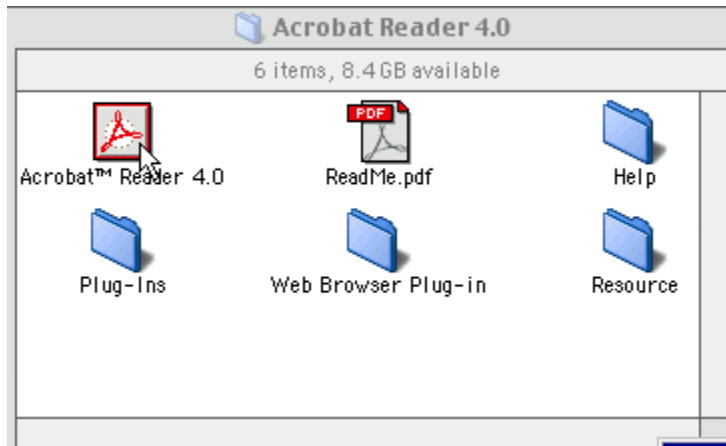 Acrobat Reader 4.0
6 items, 8.4 GB available
PDF
Acrobat™ Reader 4.0 ReadMe.pdf Help
Plug-Ins Web Browser Plug-in Resource